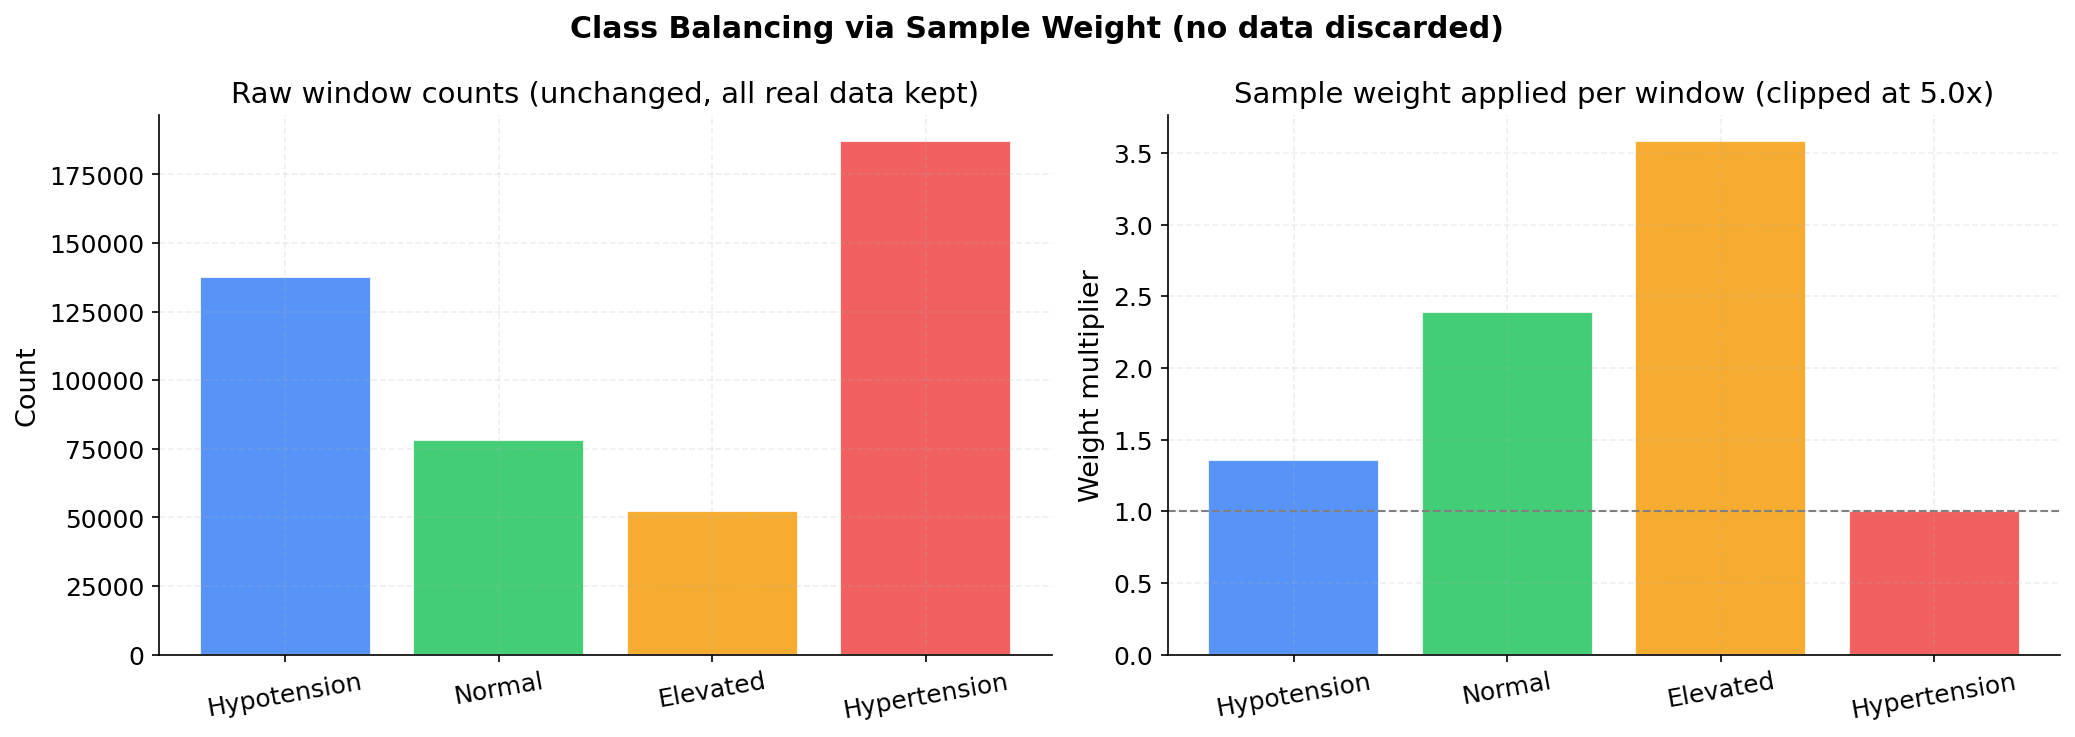 Class Balancing via Sample Weight (no data discarded)
Raw window counts (unchanged, all real data kept)
Count
175000
150000
125000
100000
75000
50000
25000
0
Hypotension
Normal
Elevated
Hypertension
Sample weight applied per window (clipped at 5.0x)
Weight multiplier
3.5
3.0
2.5
2.0
1.5
1.0
0.5
0.0
Hypotension
Normal
Elevated
Hypertension